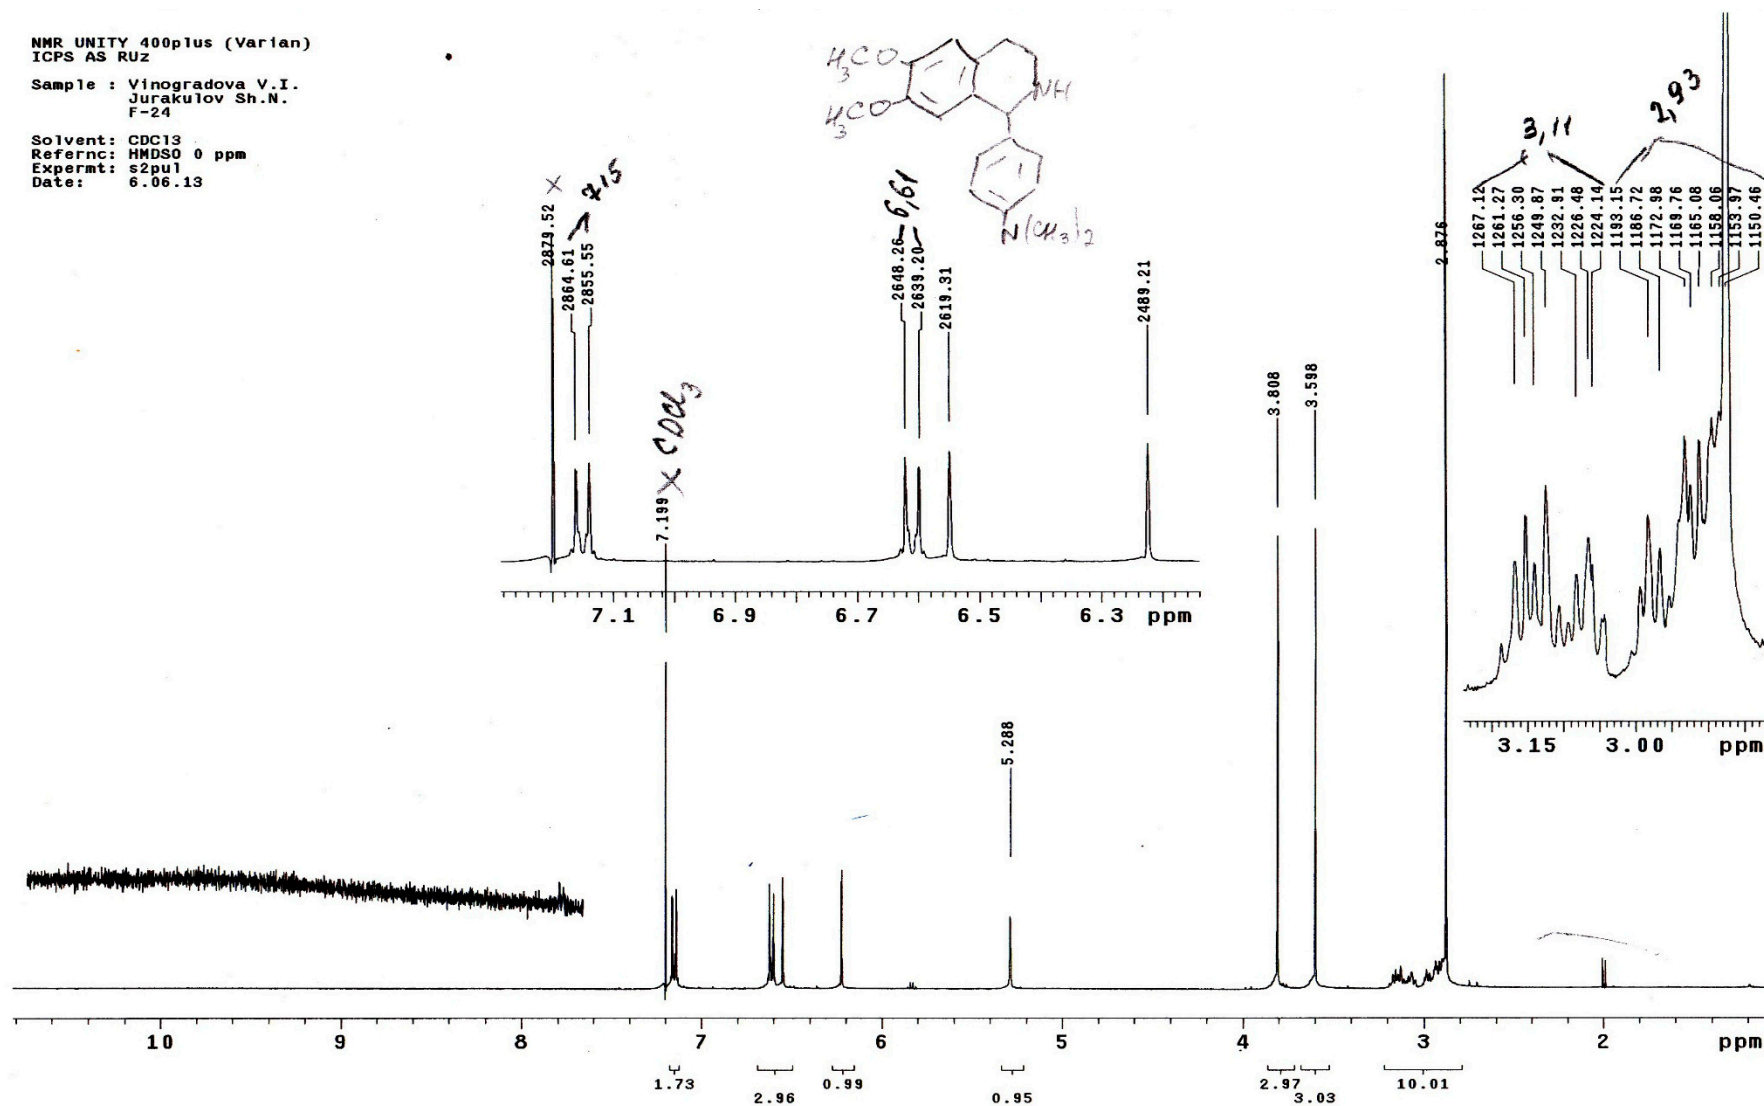 NMR UNITY 400plus (Varian)
ICPS AS RUz
Sample : Vinogradova V.I.
Jurakulov Sh.N.
F-24
Solvent: CDCl3
Refernc: HMDSO 0 ppm
Expermt: s2pul
Date: 6.06.13
H3CO
H3CO
NH
N(CH3)2
X
7,15
6,61
3,11
2,93
2879.52
2864.61
2855.55
2648.26
2639.20
2619.31
2489.21
7.1 6.9 6.7 6.5 6.3 ppm
7.199
X CDCl3
5.288
3.808
3.598
2.876
1267.12
1261.27
1256.30
1249.87
1232.91
1226.48
1224.14
1193.15
1186.72
1172.98
1169.76
1165.08
1158.06
1153.97
1150.46
3.15 3.00 ppm
10 9 8 7 6 5 4 3 2 ppm
1.73 0.99 2.97 10.01
2.96 0.95 3.03